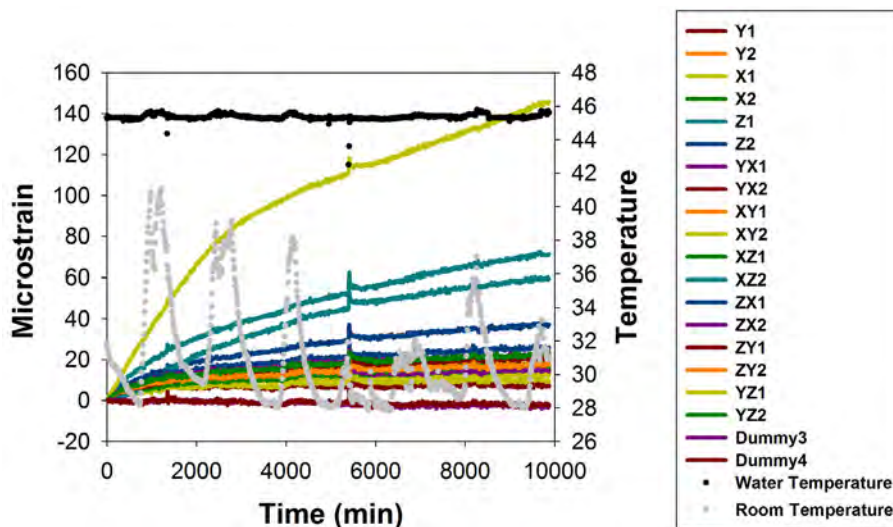 Y1
Y2
X1
X2
Z1
Z2
YX1
YX2
XY1
XY2
XZ1
XZ2
ZX1
ZX2
ZY1
ZY2
YZ1
YZ2
Dummy3
Dummy4
Water Temperature
Room Temperature
160
140
120
100
80
60
40
20
0
-20
48
46
44
42
40
38
36
34
32
30
28
26
Microstrain
Temperature
0 2000 4000 6000 8000 10000
Time (min)